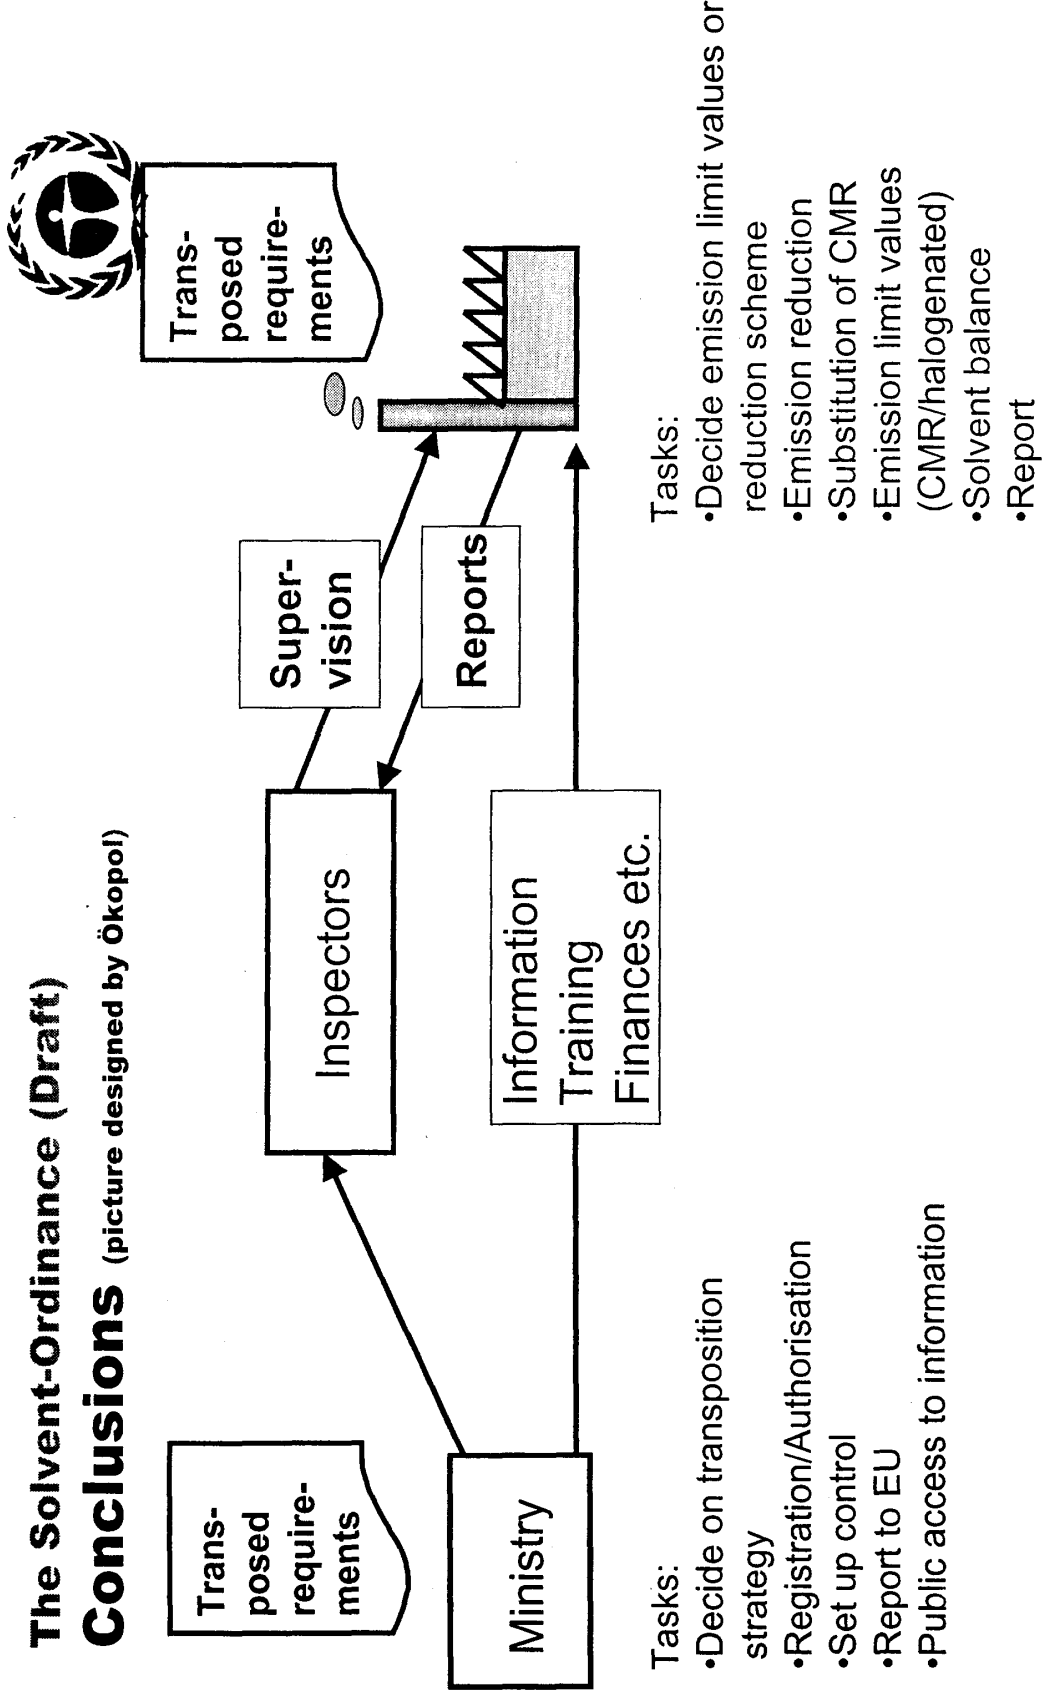 The Solvent-Ordinance (Draft)
Conclusions (picture designed by Ökopol)
Trans-
posed
require-
ments
Trans-
posed
require-
ments
Ministry
Inspectors
Super-
vision
Reports
Information
Training
Finances etc.
Tasks:
•Decide on transposition
strategy
•Registration/Authorisation
•Set up control
•Report to EU
•Public access to information
Tasks:
•Decide emission limit values or
reduction scheme
•Emission reduction
•Substitution of CMR
•Emission limit values
(CMR/halogenated)
•Solvent balance
•Report